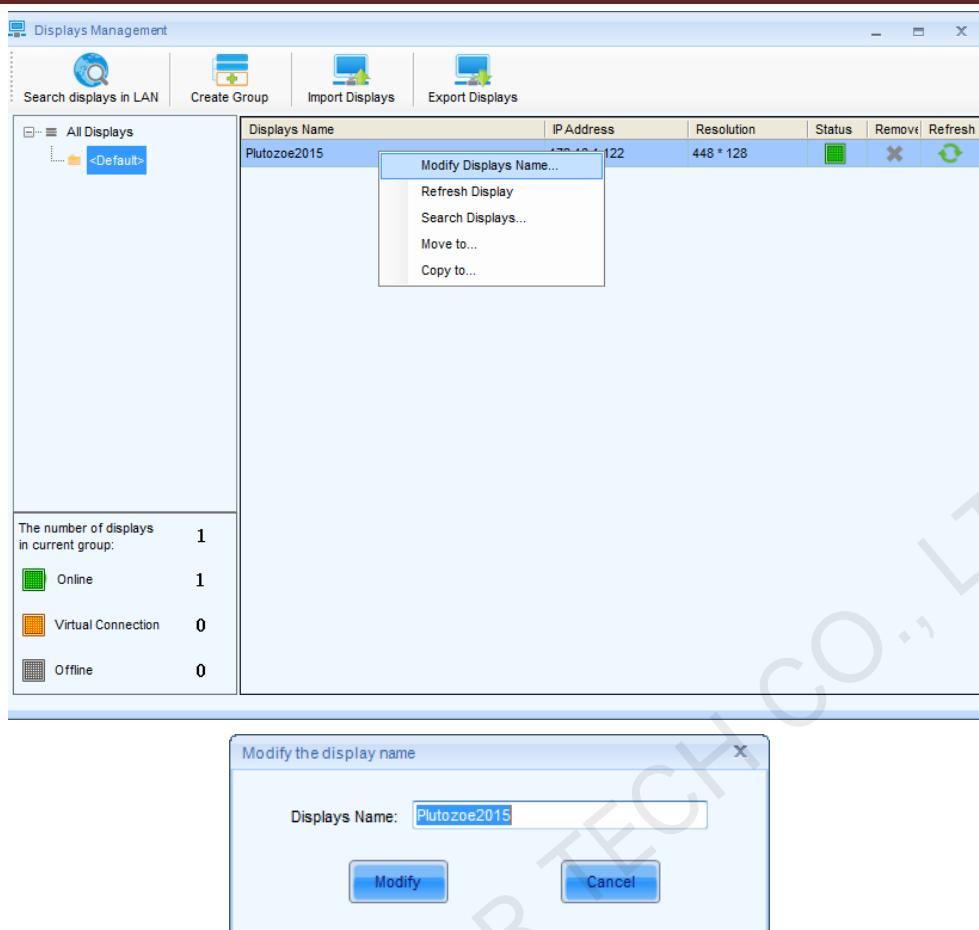 Displays Management
Search displays in LAN Create Group Import Displays Export Displays
All Displays
<Default>
Displays Name IP Address Resolution Status Remove Refresh
Plutozoe2015 122 448 * 128
Modify Displays Name...
Refresh Display
Search Displays...
Move to...
Copy to...
The number of displays
in current group: 1
Online 1
Virtual Connection 0
Offline 0
Modify the display name
Displays Name: Plutozoe2015
Modify Cancel
R TECH CO., LT